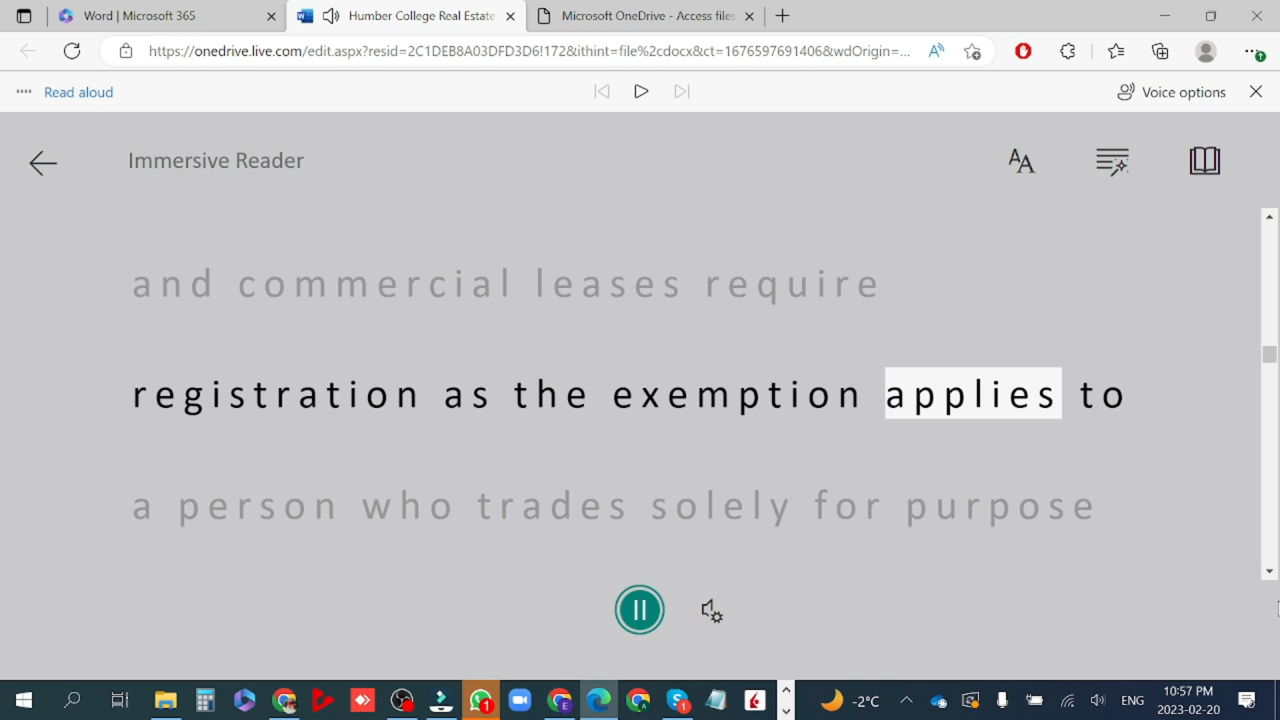 Word | Microsoft 365
Humber College Real Estate
Microsoft OneDrive - Access files
https://onedrive.live.com/edit.aspx?resid=2C1DEB8A03DFD3D6!172&ithint=file%2cdocx&ct=1676597691406&wdOrigin=...
Read aloud
Voice options
Immersive Reader
and commercial leases require
registration as the exemption applies to
a person who trades solely for purpose
-2°C
ENG
10:57 PM
2023-02-20